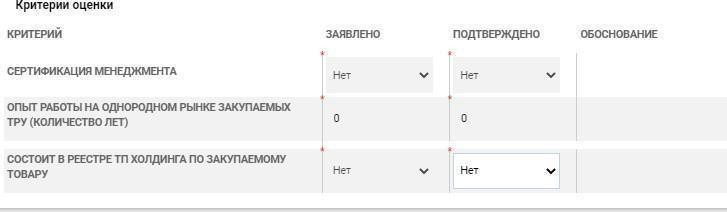 Критерии оценки
КРИТЕРИЙ ЗАЯВЛЕНО ПОДТВЕРЖДЕНО ОБОСНОВАНИЕ
СЕРТИФИКАЦИЯ МЕНЕДЖМЕНТА * Нет * Нет
ОПЫТ РАБОТЫ НА ОДНОРОДНОМ РЫНКЕ ЗАКУПАЕМЫХ
ТРУ (КОЛИЧЕСТВО ЛЕТ) * 0 * 0
СОСТОИТ В РЕЕСТРЕ ТП ХОЛДИНГА ПО ЗАКУПАЕМОМУ
ТОВАРУ * Нет * Нет